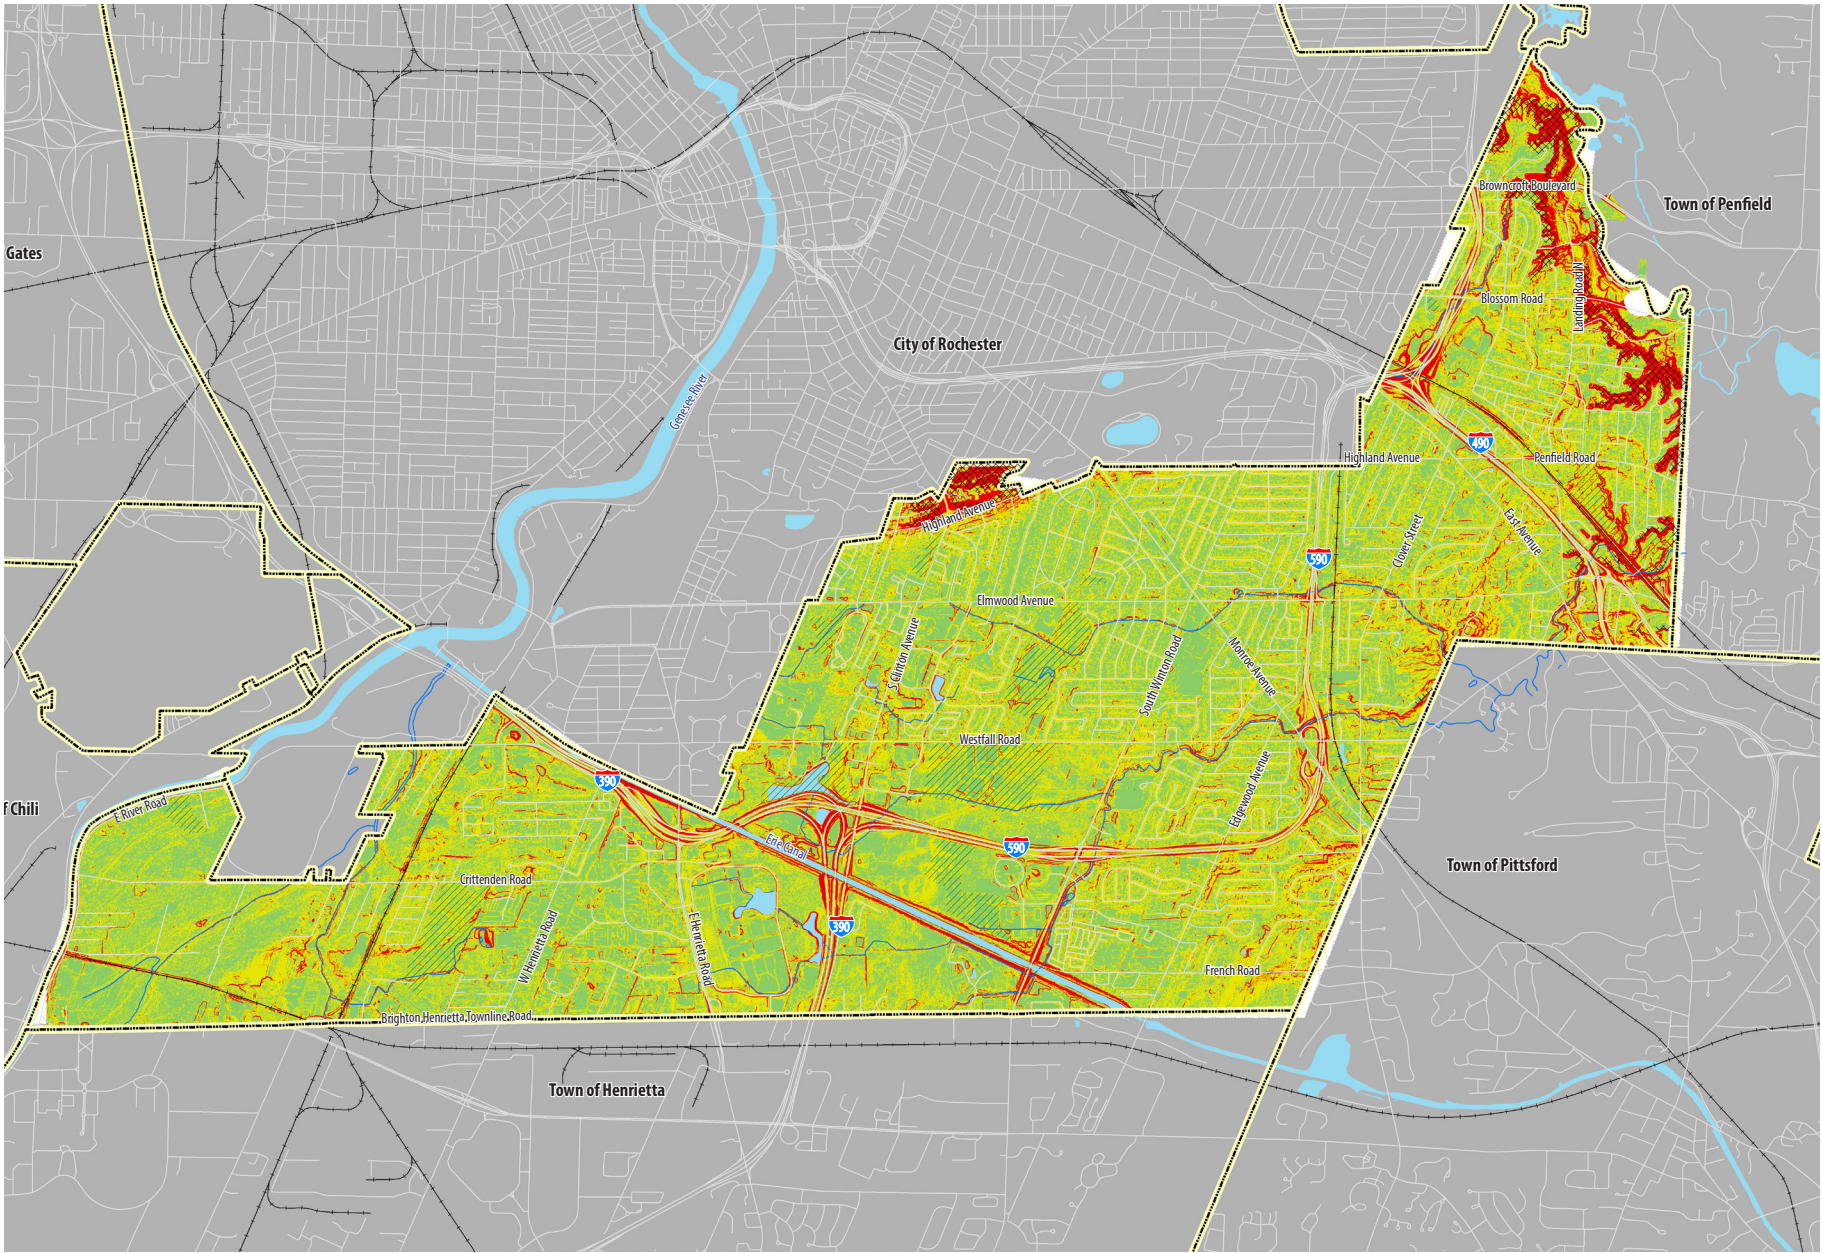 Browncroft Boulevard
Town of Penfield
Gates
Landing Road N
Blossom Road
City of Rochester
Genesee River
490
Highland Avenue
Penfield Road
Highland Avenue
East Avenue
Clover Street
590
Elmwood Avenue
S Clinton Avenue
South Winton Road
Monroe Avenue
Westfall Road
390
Edgewood Avenue
E River Road
f Chili
Erie Canal
590
Town of Pittsford
Crittenden Road
W Henrietta Road
E Henrietta Road
390
French Road
Brighton Henrietta Townline Road
Town of Henrietta